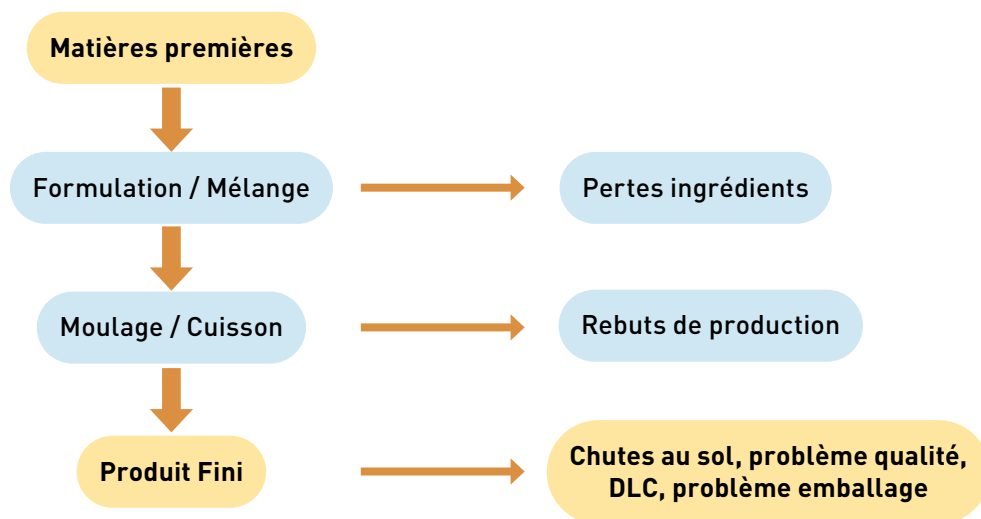 Matières premières
Formulation / Mélange
Pertes ingrédients
Moulage / Cuisson
Rebuts de production
Produit Fini
Chutes au sol, problème qualité,
DLC, problème emballage